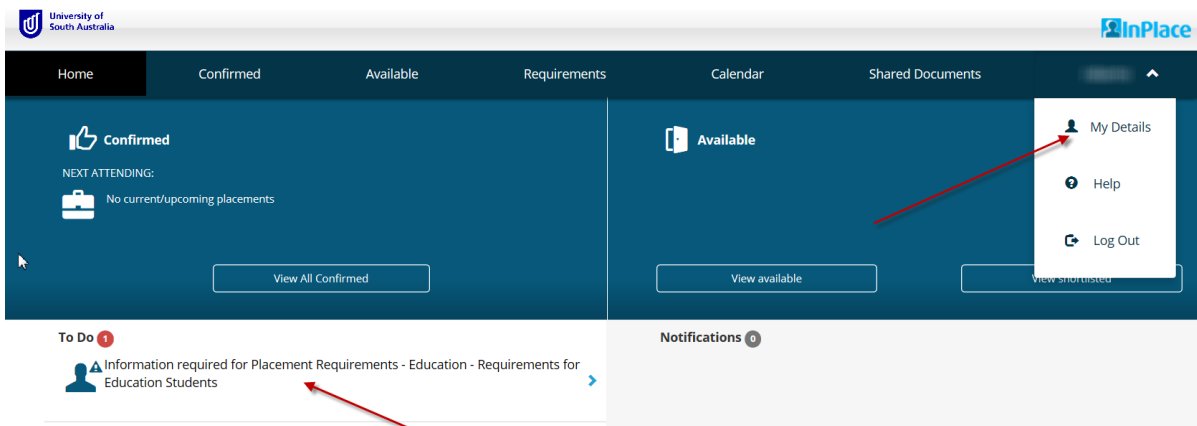 University of
South Australia
InPlace
Home Confirmed Available Requirements Calendar Shared Documents
Confirmed
NEXT ATTENDING:
No current/upcoming placements
View All Confirmed
Available
View available
View shortlisted
My Details
Help
Log Out
To Do 1
Information required for Placement Requirements - Education - Requirements for
Education Students
Notifications 0